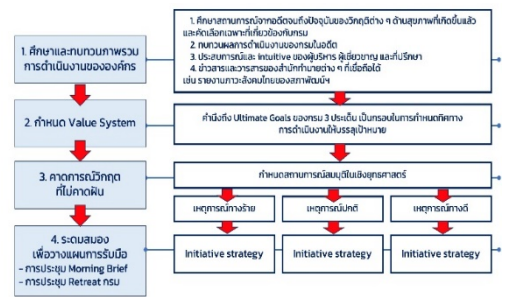 1. ศึกษาและทบทวนภาพรวม
การดำเนินงานขององค์กร
1. ศึกษาสถานการณ์จากอดีตจนถึงปัจจุบันของวิกฤติต่าง ๆ ด้านสุขภาพที่เกิดขึ้นแล้ว
และคัดเลือกเฉพาะที่เกี่ยวข้องกับกรม
2. ทบทวนผลการดำเนินงานของกรมในอดีต
3. ประสบการณ์และ Intuitive ของผู้บริหาร ผู้เชี่ยวชาญ และที่ปรึกษา
4. ข่าวสารและวารสารของสำนักทำนายต่าง ๆ ที่เชื่อถือได้
เช่น รายงานภาวะสังคมไทยของสภาพัฒน์ฯ
2. กำหนด Value System
คำนึงถึง Ultimate Goals ของกรม 3 ประเด็น เป็นกรอบในการกำหนดทิศทาง
การดำเนินงานให้บรรลุเป้าหมาย
3. คาดการณ์วิกฤต
ที่ไม่คาดฝัน
กำหนดสถานการณ์สมมุติในเชิงยุทธศาสตร์
เหตุการณ์ทางร้าย
เหตุการณ์ปกติ
เหตุการณ์ทางดี
4. ระดมสมอง
เพื่อวางแผนการรับมือ
- การประชุม Morning Brief
- การประชุม Retreat กรม
Initiative strategy
Initiative strategy
Initiative strategy